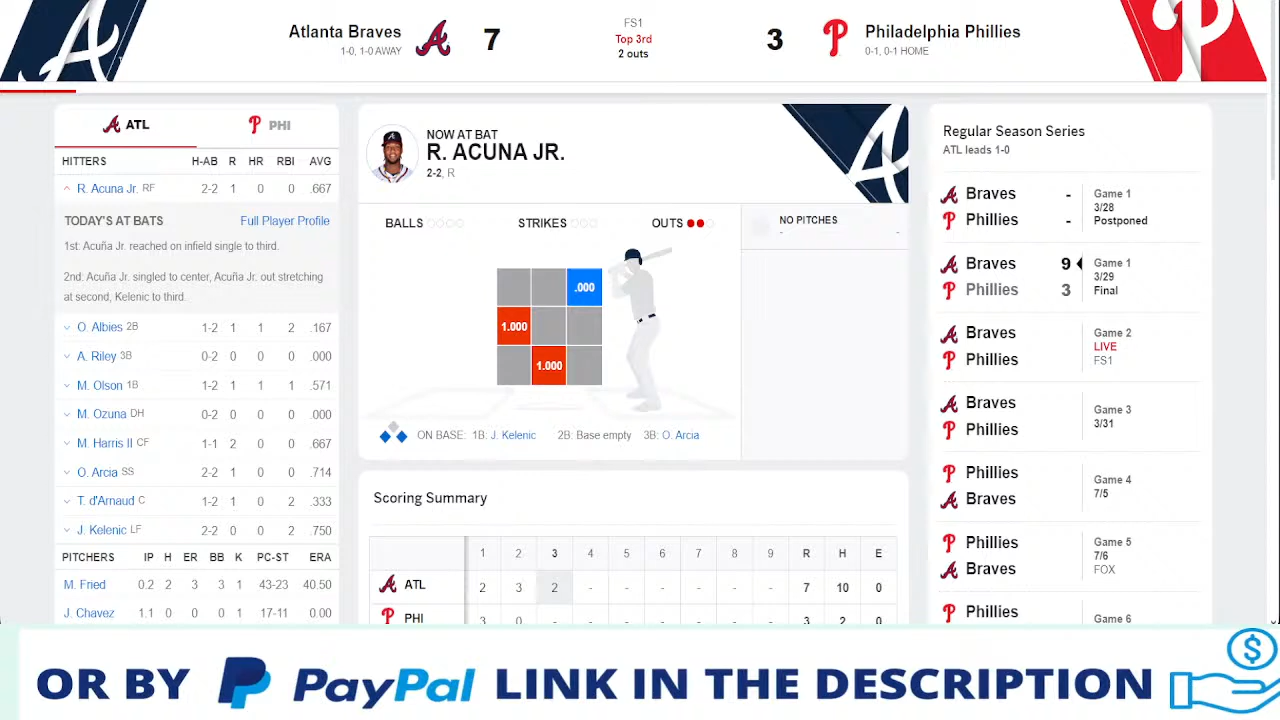 Atlanta Braves
1-0, 1-0 AWAY
7
FS1
Top 3rd
2 outs
3
Philadelphia Phillies
0-1, 0-1 HOME
ATL
PHI
HITTERS H-AB R HR RBI AVG
R. Acuna Jr. RF 2-2 1 0 0 .667
TODAY'S AT BATS Full Player Profile
1st: Acuña Jr. reached on infield single to third.
2nd: Acuña Jr. singled to center, Acuña Jr. out stretching
at second, Kelenic to third.
O. Albies 2B 1-2 1 1 2 .167
A. Riley 3B 0-2 0 0 0 .000
M. Olson 1B 1-2 1 1 1 .571
M. Ozuna DH 0-2 0 0 0 .000
M. Harris II CF 1-1 2 0 0 .667
O. Arcia SS 2-2 1 0 0 .714
T. d'Arnaud C 1-2 1 0 2 .333
J. Kelenic LF 2-2 0 0 2 .750
PITCHERS IP H ER BB K PC-ST ERA
M. Fried 0.2 2 3 3 1 43-23 40.50
J. Chavez 1.1 0 0 0 1 17-11 0.00
NOW AT BAT
R. ACUNA JR.
2-2, R
BALLS STRIKES OUTS
NO PITCHES
- -
.000
1.000
1.000
ON BASE: 1B: J. Kelenic 2B: Base empty 3B: O. Arcia
Scoring Summary
1 2 3 4 5 6 7 8 9 R H E
ATL 2 3 2 - - - - - - 7 10 0
PHI 3 0 - - - - - - - 3 2 0
Regular Season Series
ATL leads 1-0
Braves - Game 1
3/28
Phillies - Postponed
Braves 9 Game 1
3/29
Phillies 3 Final
Braves Game 2
LIVE
Phillies FS1
Braves Game 3
Phillies 3/31
Phillies Game 4
Braves 7/5
Phillies Game 5
7/6
Braves FOX
Phillies Game 6
OR BY PayPal LINK IN THE DESCRIPTION